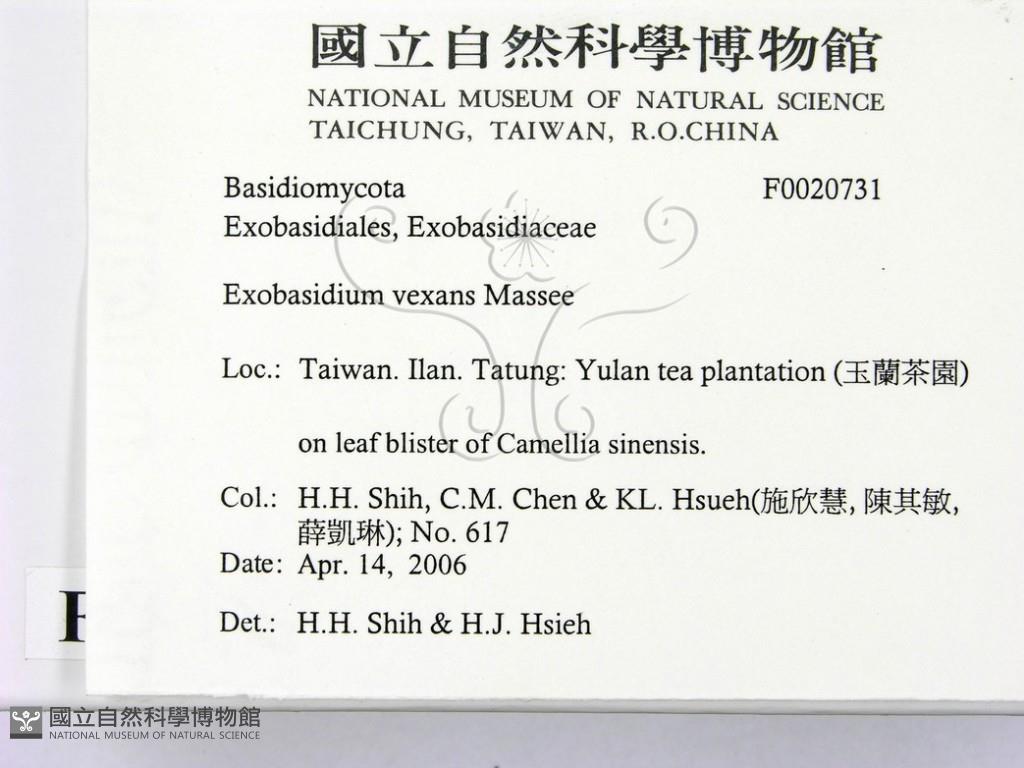 國立自然科學博物館
NATIONAL MUSEUM OF NATURAL SCIENCE
TAICHUNG, TAIWAN, R.O.CHINA
Basidiomycota F0020731
Exobasidiales, Exobasidiaceae
Exobasidium vexans Massee
Loc.: Taiwan. Ilan. Tatung: Yulan tea plantation (玉蘭茶園)
on leaf blister of Camellia sinensis.
Col.: H.H. Shih, C.M. Chen & KL. Hsueh(施欣慧, 陳其敏,
薛凱琳); No. 617
Date: Apr. 14, 2006
Det.: H.H. Shih & H.J. Hsieh
國立自然科學博物館
NATIONAL MUSEUM OF NATURAL SCIENCE